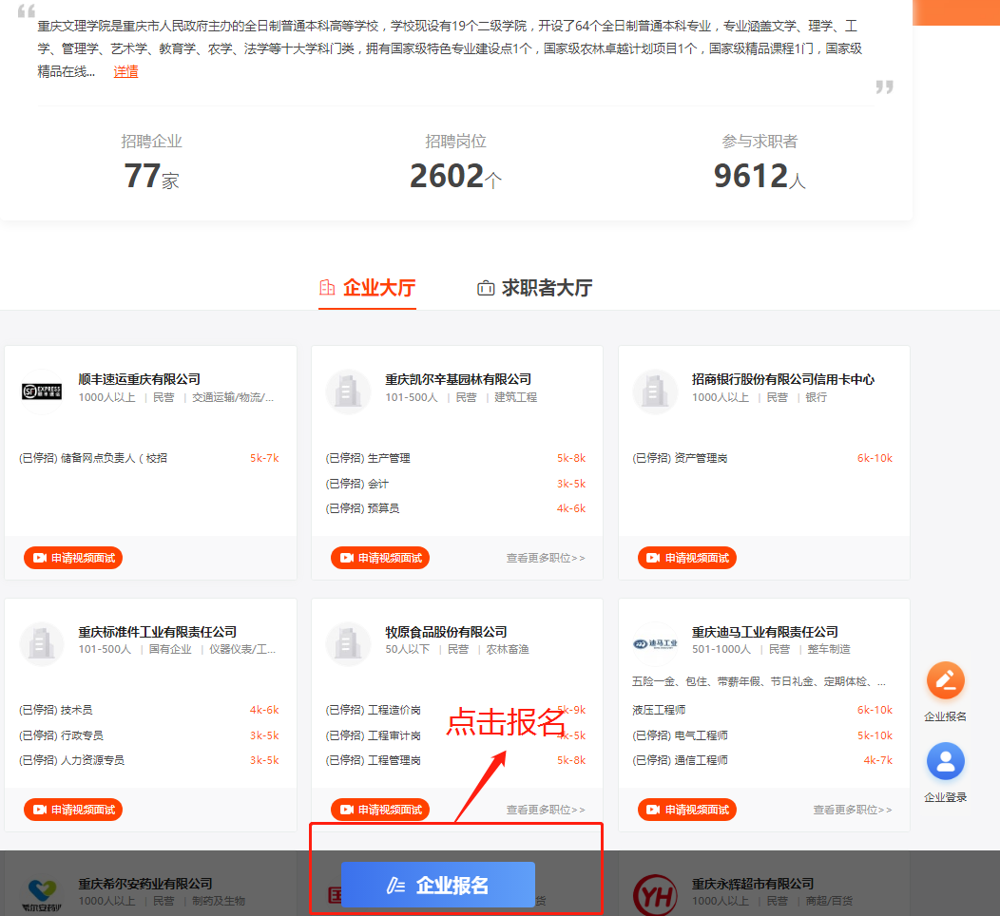 重庆文理学院是重庆市人民政府主办的全日制普通本科高等学校，学校现设有19个二级学院，开设了64个全日制普通本科专业，专业涵盖文学、理学、工
学、管理学、艺术学、教育学、农学、法学等十大学科门类，拥有国家级特色专业建设点1个，国家级农林卓越计划项目1个，国家级精品课程1门，国家级
精品在线... 详情
招聘企业 招聘岗位 参与求职者
77家 2602个 9612人
企业大厅 求职者大厅
顺丰速运重庆有限公司
1000人以上 | 民营 | 交通运输/物流/...
(已停招) 储备网点负责人（校招 5k-7k
申请视频面试
重庆凯尔辛基园林有限公司
101-500人 | 民营 | 建筑工程
(已停招) 生产管理 5k-8k
(已停招) 会计 3k-5k
(已停招) 预算员 4k-6k
申请视频面试 查看更多职位>>
招商银行股份有限公司信用卡中心
1000人以上 | 民营 | 银行
(已停招) 资产管理岗 6k-10k
申请视频面试
重庆标准件工业有限责任公司
101-500人 | 国有企业 | 仪器仪表/工...
(已停招) 技术员 4k-6k
(已停招) 行政专员 3k-5k
(已停招) 人力资源专员 3k-5k
申请视频面试
牧原食品股份有限公司
50人以下 | 民营 | 农林畜渔
(已停招) 工程造价岗 5k-9k
(已停招) 工程审计岗 4k-5k
(已停招) 工程管理岗 5k-8k
点击报名
申请视频面试 查看更多职位>>
迪马工业
重庆迪马工业有限责任公司
501-1000人 | 民营 | 整车制造
五险一金、包住、带薪年假、节日礼金、定期体检、...
液压工程师 6k-10k
(已停招) 电气工程师 5k-10k
(已停招) 通信工程师 4k-7k
申请视频面试 查看更多职位>>
企业报名
企业登录
希尔安药业
重庆希尔安药业有限公司
1000人以上 | 民营 | 制药及生物
国
企业报名
货
YH
重庆永辉超市有限公司
1000人以上 | 民营 | 商超/百货